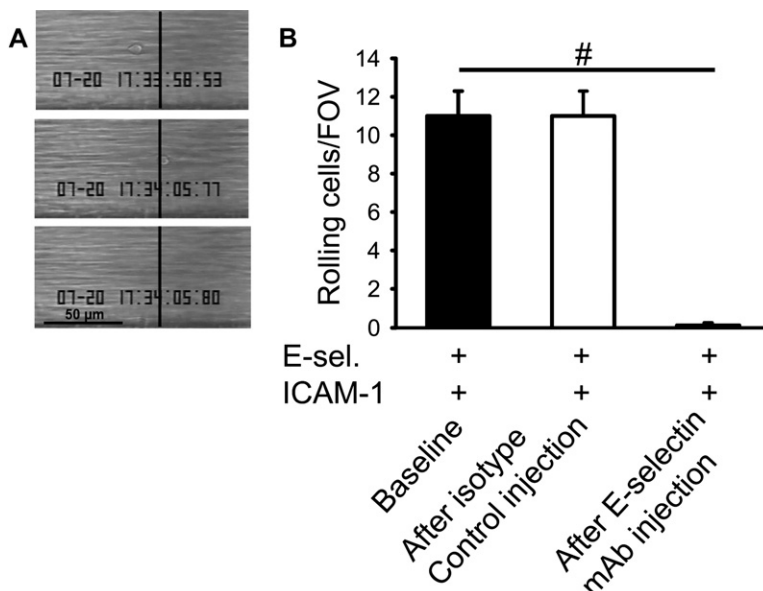 A
07-20 17:33:58:53
07-20 17:34:05:77
07-20 17:34:05:80
50 µm
B
#
Rolling cells/FOV
14
12
10
8
6
4
2
0
E-sel. + + +
ICAM-1 + + +
Baseline
After isotype
Control injection
After E-selectin
mAb injection